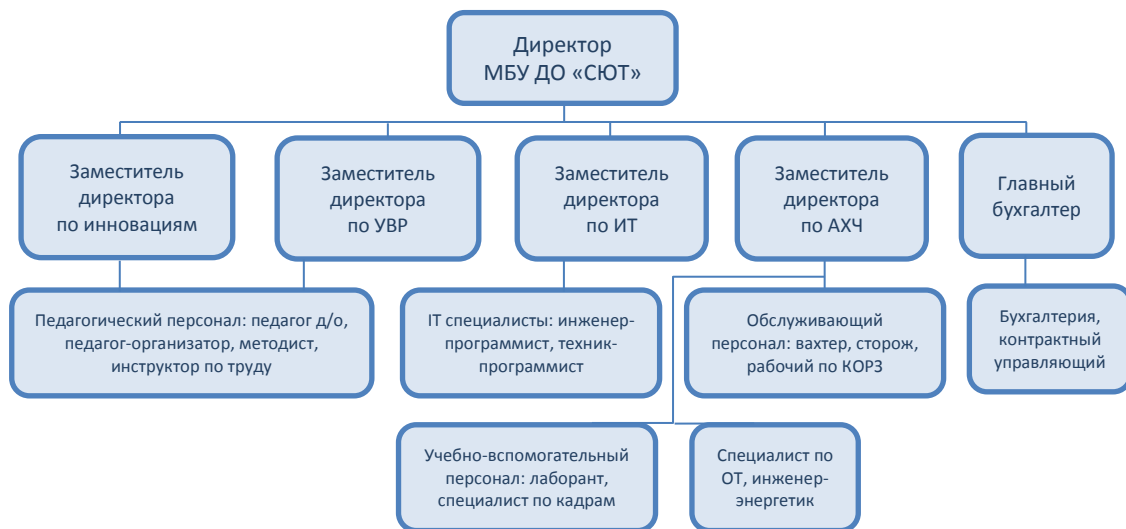 Директор
МБУ ДО «СЮТ»
Заместитель
директора
по инновациям
Заместитель
директора
по УВР
Заместитель
директора
по ИТ
Заместитель
директора
по АХЧ
Главный
бухгалтер
Педагогический персонал: педагог д/о,
педагог-организатор, методист,
инструктор по труду
IT специалисты: инженер-
программист, техник-
программист
Обслуживающий
персонал: вахтер, сторож,
рабочий по КОРЗ
Бухгалтерия,
контрактный
управляющий
Учебно-вспомогательный
персонал: лаборант,
специалист по кадрам
Специалист по
ОТ, инженер-
энергетик